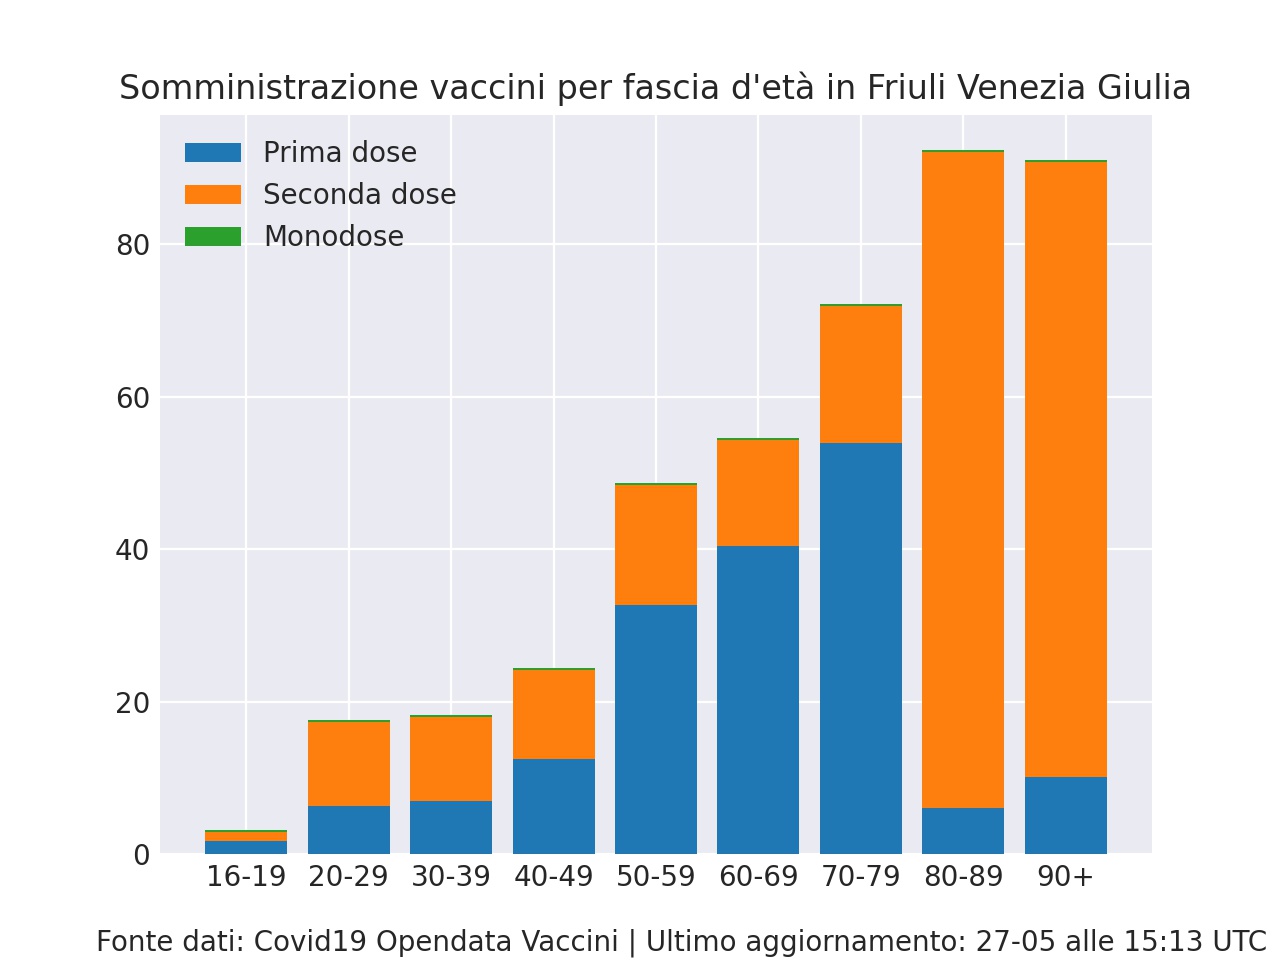 Somministrazione vaccini per fascia d'età in Friuli Venezia Giulia
Prima dose
Seconda dose
Monodose
80
60
40
20
0
16-19 20-29 30-39 40-49 50-59 60-69 70-79 80-89 90+
Fonte dati: Covid19 Opendata Vaccini | Ultimo aggiornamento: 27-05 alle 15:13 UTC